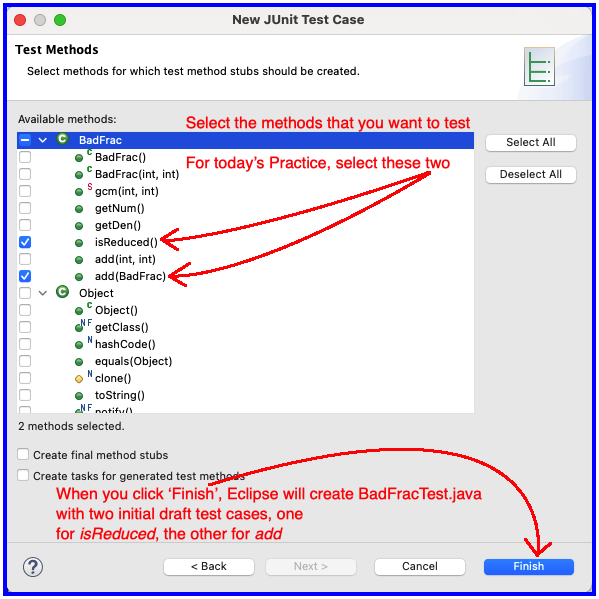 New JUnit Test Case
Test Methods
Select methods for which test method stubs should be created.
Available methods:
Select the methods that you want to test
For today's Practice, select these two
C BadFrac
C BadFrac()
C BadFrac(int, int)
S gcm(int, int)
getNum()
getDen()
isReduced()
add(int, int)
add(BadFrac)
C Object
C Object()
NF getClass()
N hashCode()
equals(Object)
N clone()
toString()
NF notify()
Select All
Deselect All
2 methods selected.
Create final method stubs
Create tasks for generated test methods
When you click 'Finish', Eclipse will create BadFracTest.java
with two initial draft test cases, one
for isReduced, the other for add
?
< Back
Next >
Cancel
Finish